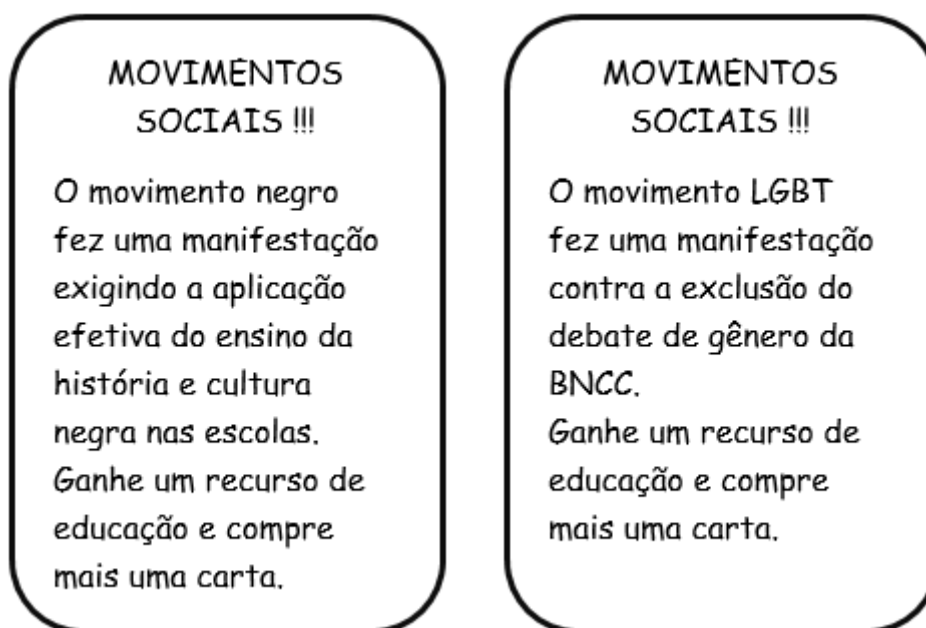 MOVIMENTOS
SOCIAIS !!!
O movimento negro
fez uma manifestação
exigindo a aplicação
efetiva do ensino da
história e cultura
negra nas escolas.
Ganhe um recurso de
educação e compre
mais uma carta.
MOVIMENTOS
SOCIAIS !!!
O movimento LGBT
fez uma manifestação
contra a exclusão do
debate de gênero da
BNCC.
Ganhe um recurso de
educação e compre
mais uma carta.